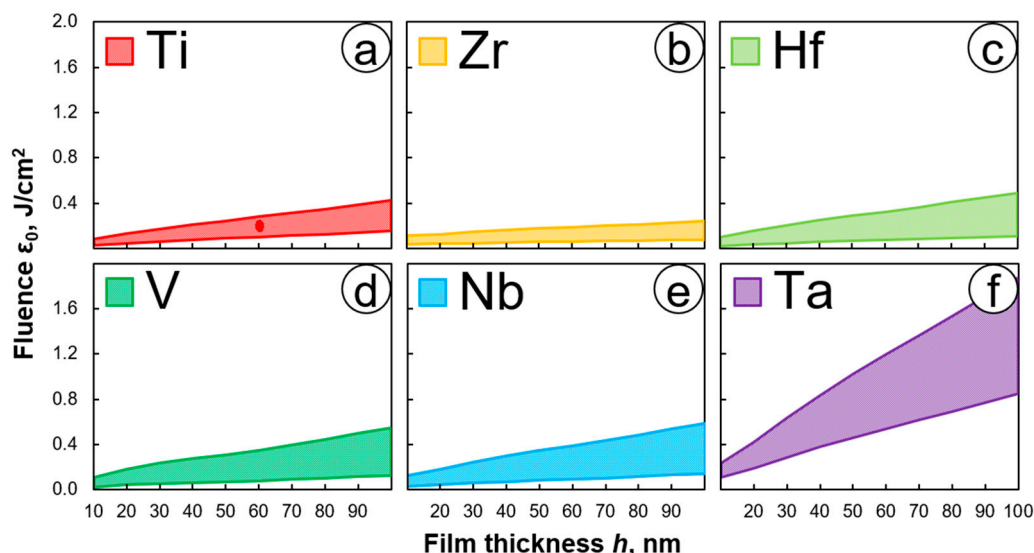 2.0
1.6
1.2
0.8
0.4
Ti
a
Zr
b
Hf
c
1.6
1.2
0.8
0.4
0.0
V
d
Nb
e
Ta
f
10 20 30 40 50 60 70 80 90
10 20 30 40 50 60 70 80 90
10 20 30 40 50 60 70 80 90 100
Fluence ε₀, J/cm²
Film thickness h, nm